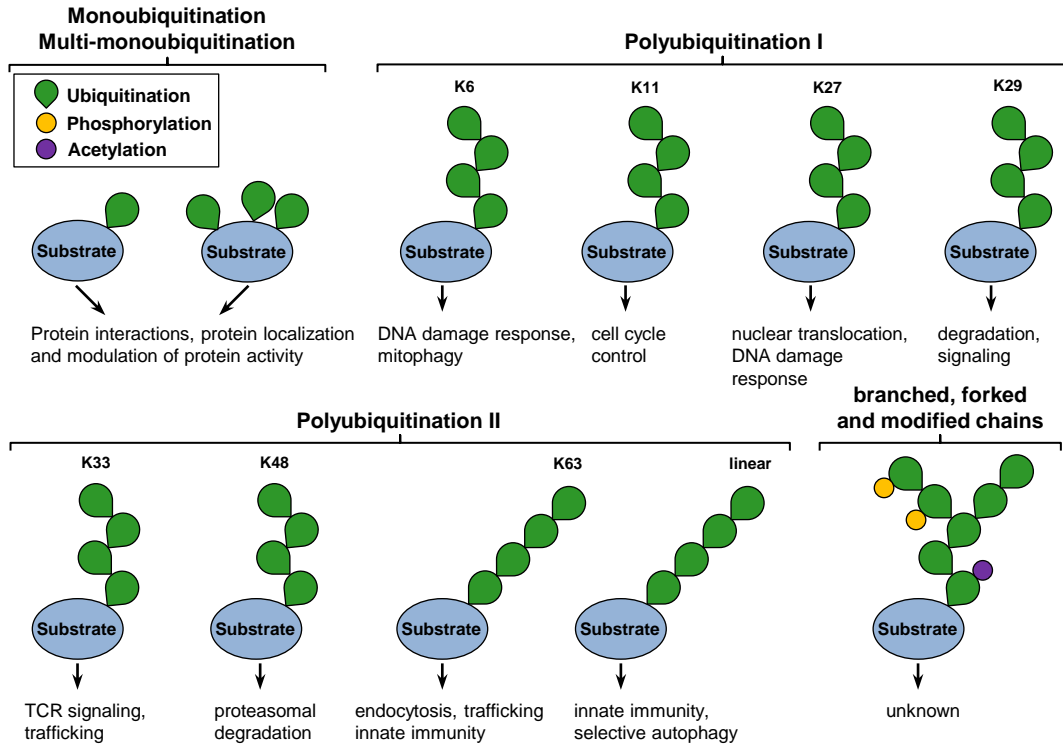 Monoubiquitination
Multi-monoubiquitination
Ubiquitination
Phosphorylation
Acetylation
Substrate
Substrate
Protein interactions, protein localization
and modulation of protein activity
Polyubiquitination I
K6
K11
K27
K29
Substrate
Substrate
Substrate
Substrate
DNA damage response,
mitophagy
cell cycle
control
nuclear translocation,
DNA damage
response
degradation,
signaling
Polyubiquitination II
K33
K48
K63
linear
Substrate
Substrate
Substrate
Substrate
TCR signaling,
trafficking
proteasomal
degradation
endocytosis, trafficking
innate immunity
innate immunity,
selective autophagy
branched, forked
and modified chains
Substrate
unknown